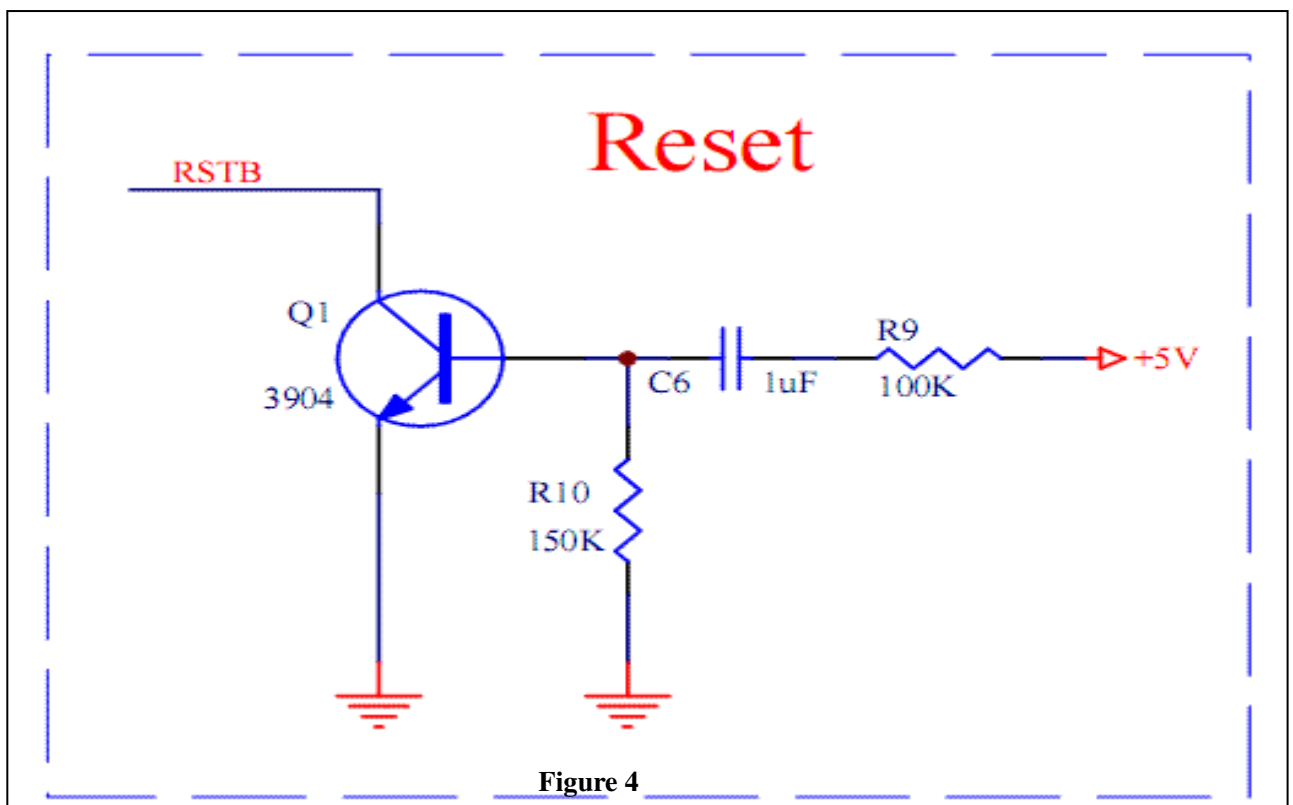 Reset
RSTB
Q1
3904
C6
1uF
R9
100K
+5V
R10
150K
Figure 4